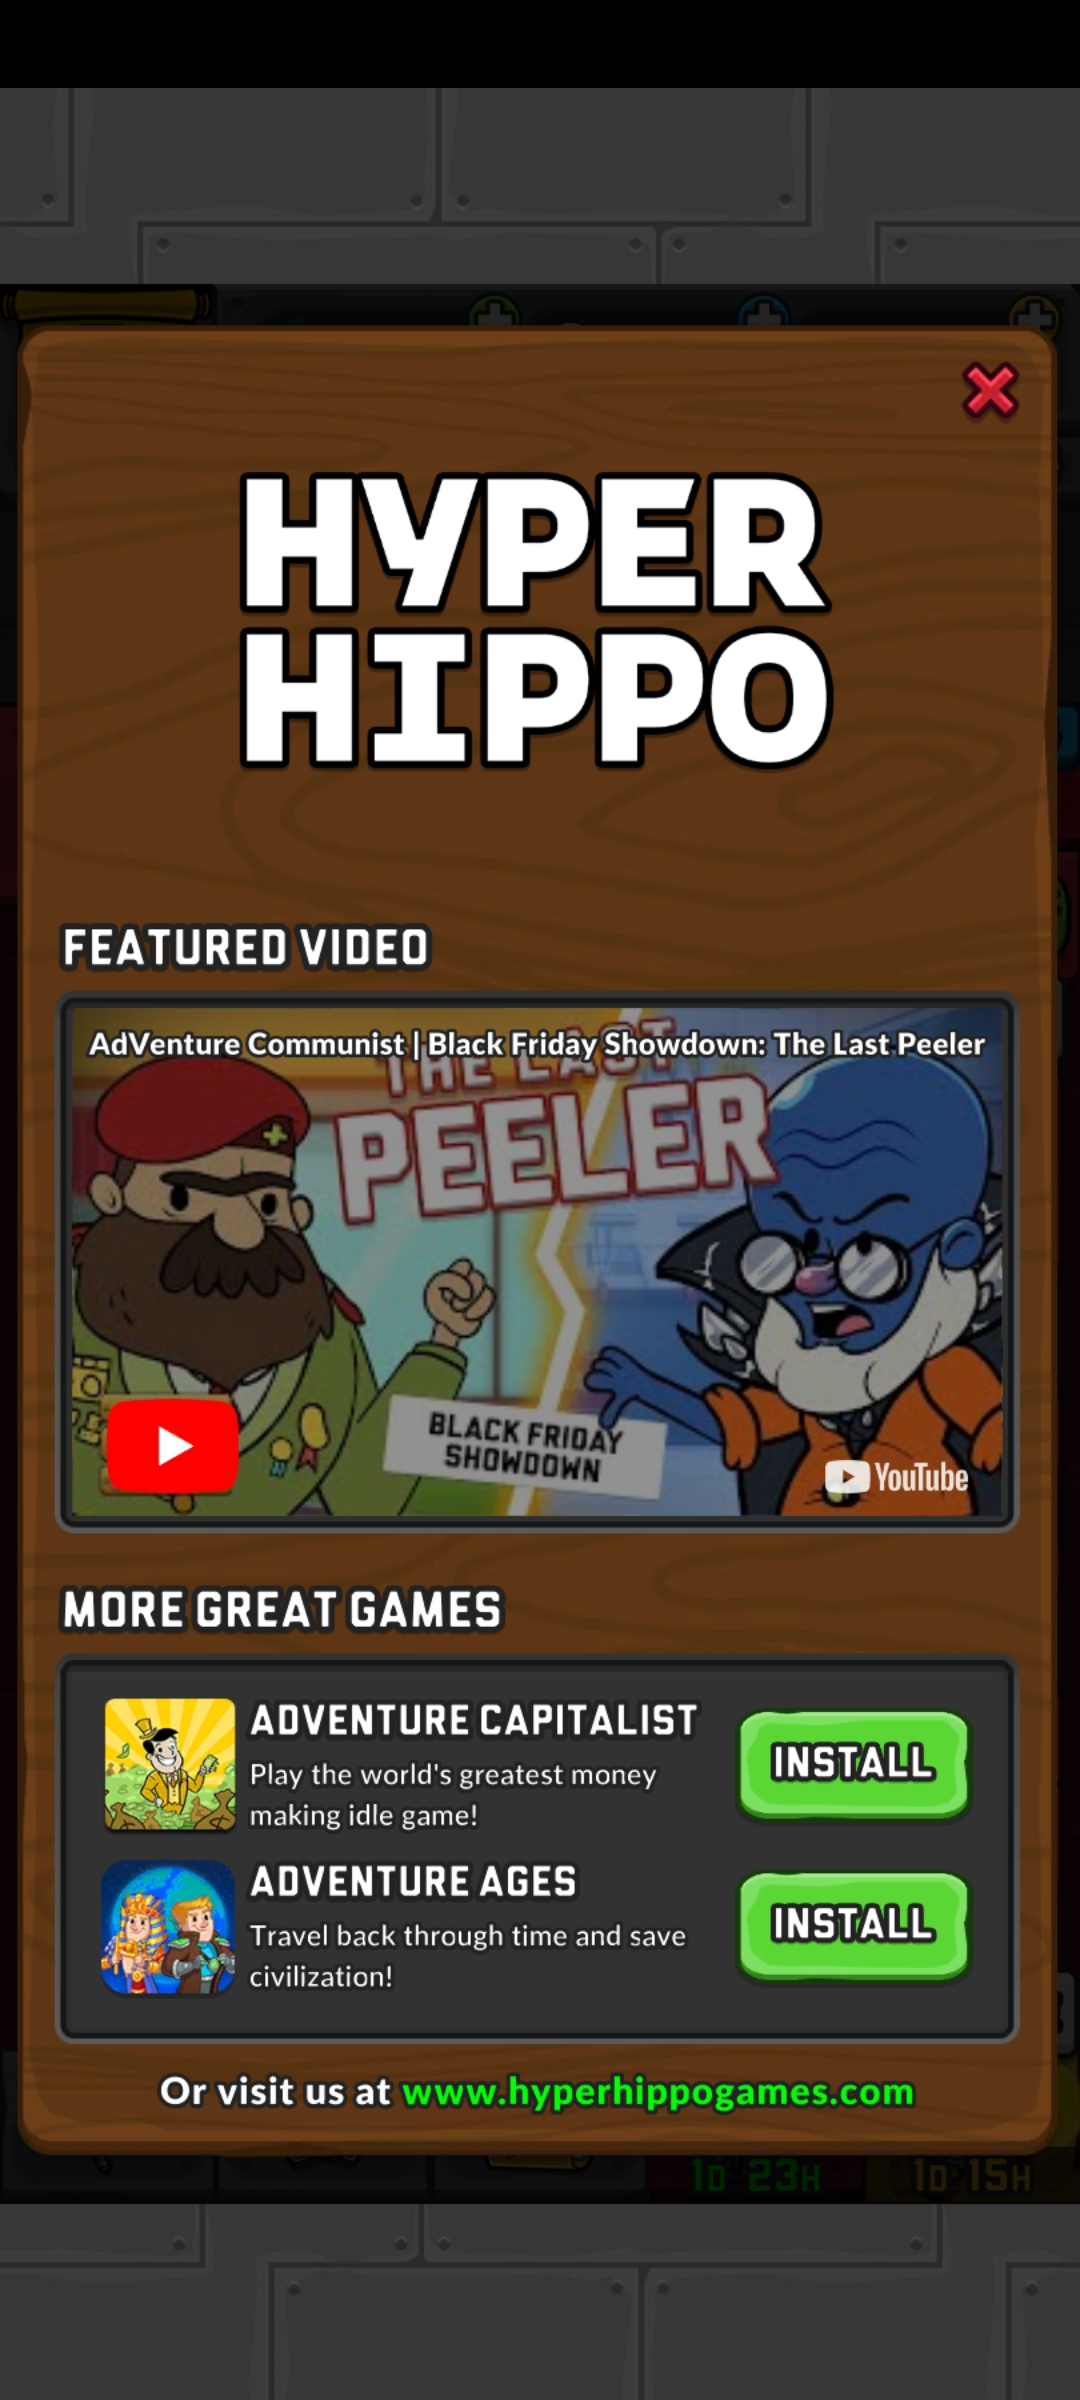 HYPER
HIPPO
FEATURED VIDEO
AdVenture Communist | Black Friday Showdown: The Last Peeler
THE LAST
PEELER
BLACK FRIDAY
SHOWDOWN
YouTube
MORE GREAT GAMES
ADVENTURE CAPITALIST
Play the world's greatest money
making idle game!
INSTALL
ADVENTURE AGES
Travel back through time and save
civilization!
INSTALL
Or visit us at www.hyperhippogames.com
1D 23H
1D 15H